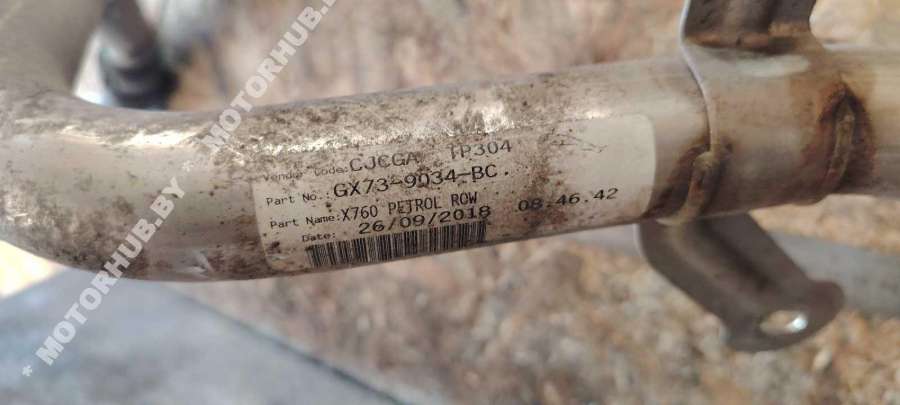 Vendor Code: CJCGA TP304
Part No.: GX73-9034-BC.
Part Name: X760 PETROL ROW
Date: 26/09/2018 08.46.42
* MOTORHUB.BY * MOTORHUB.BY *